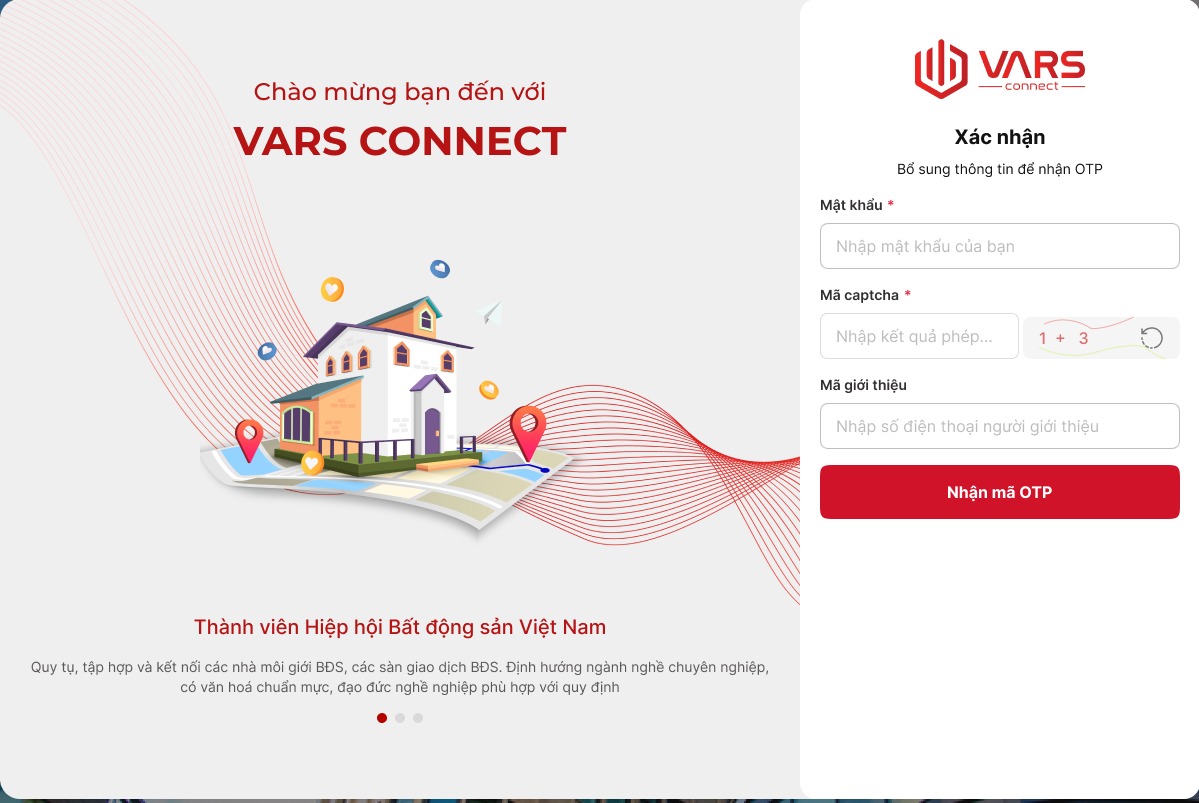 Chào mừng bạn đến với
VARS CONNECT
Thành viên Hiệp hội Bất động sản Việt Nam
Quy tụ, tập hợp và kết nối các nhà môi giới BĐS, các sàn giao dịch BĐS. Định hướng ngành nghề chuyên nghiệp,
có văn hoá chuẩn mực, đạo đức nghề nghiệp phù hợp với quy định
VARS
connect
Xác nhận
Bổ sung thông tin để nhận OTP
Mật khẩu *
Nhập mật khẩu của bạn
Mã captcha *
Nhập kết quả phép... 1 + 3
Mã giới thiệu
Nhập số điện thoại người giới thiệu
Nhận mã OTP